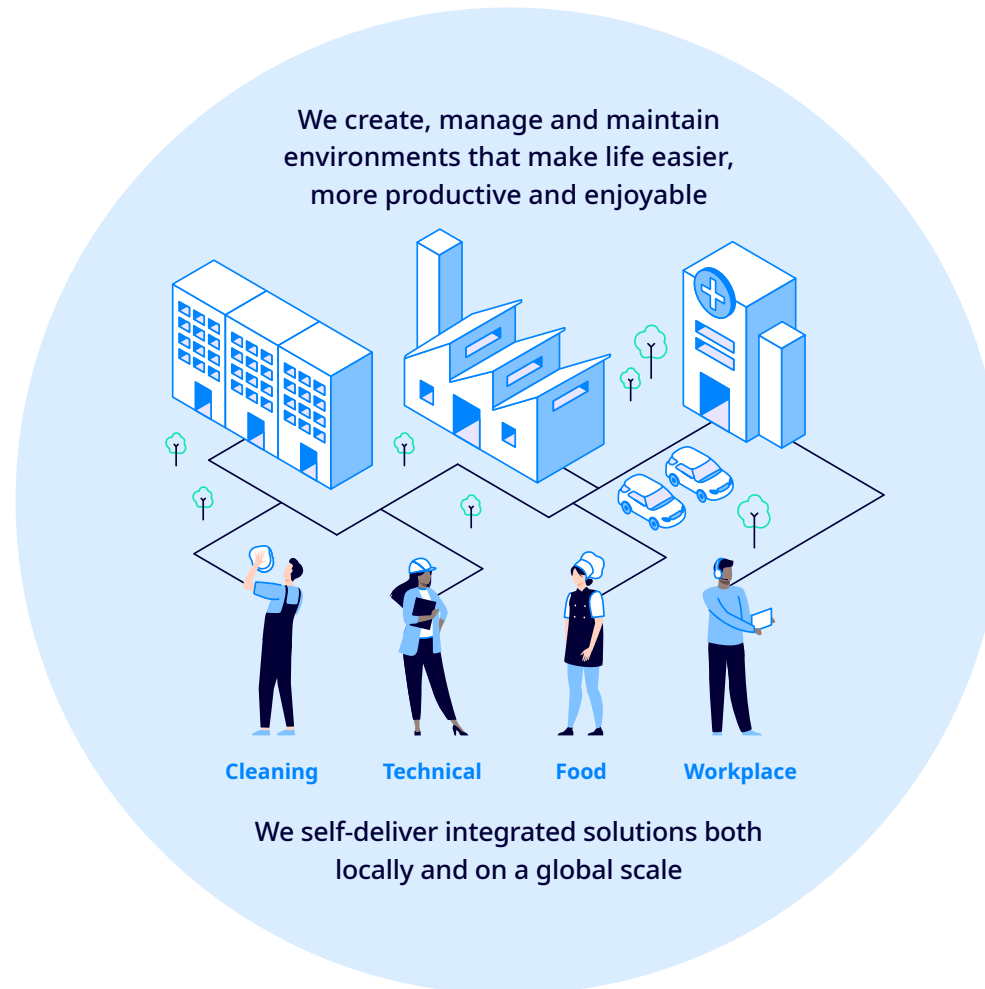 We create, manage and maintain
environments that make life easier,
more productive and enjoyable
Cleaning
Technical
Food
Workplace
We self-deliver integrated solutions both
locally and on a global scale